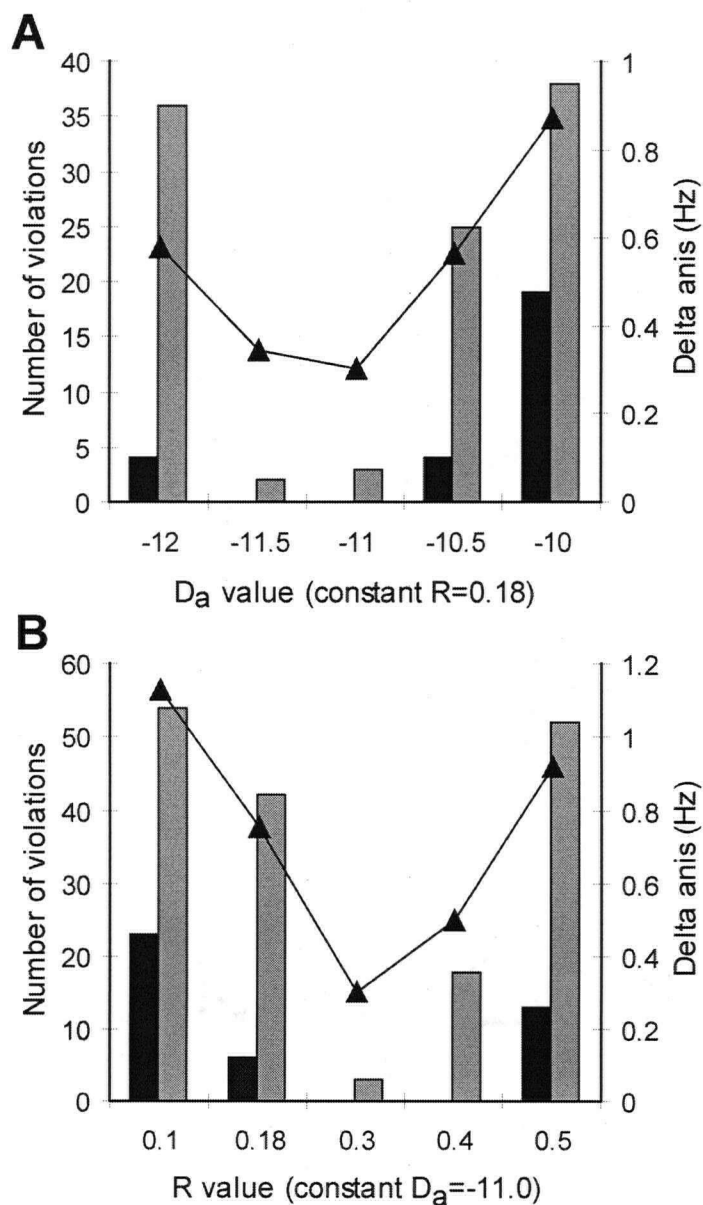 A
40
35
30
25
20
15
10
5
0
Number of violations
1
0.8
0.6
0.4
0.2
0
Delta anis (Hz)
-12 -11.5 -11 -10.5 -10
Da value (constant R=0.18)
B
60
50
40
30
20
10
0
Number of violations
1.2
1
0.8
0.6
0.4
0.2
0
Delta anis (Hz)
0.1 0.18 0.3 0.4 0.5
R value (constant Da=-11.0)